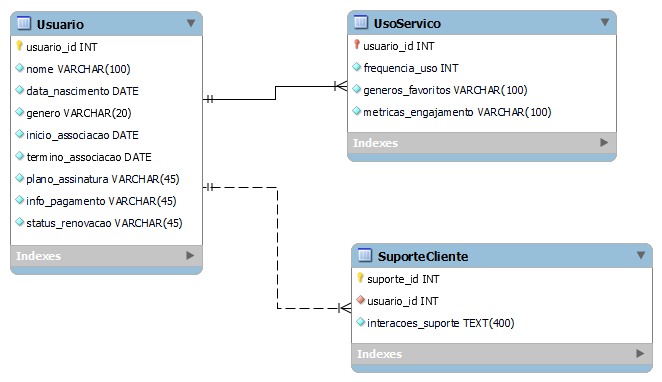 Usuario
usuario_id INT
nome VARCHAR(100)
data_nascimento DATE
genero VARCHAR(20)
inicio_associacao DATE
termino_associacao DATE
plano_assinatura VARCHAR(45)
info_pagamento VARCHAR(45)
status_renovacao VARCHAR(45)
Indexes
UsoServico
usuario_id INT
frequencia_uso INT
generos_favoritos VARCHAR(100)
metricas_engajamento VARCHAR(100)
Indexes
SuporteCliente
suporte_id INT
usuario_id INT
interacoes_suporte TEXT(400)
Indexes